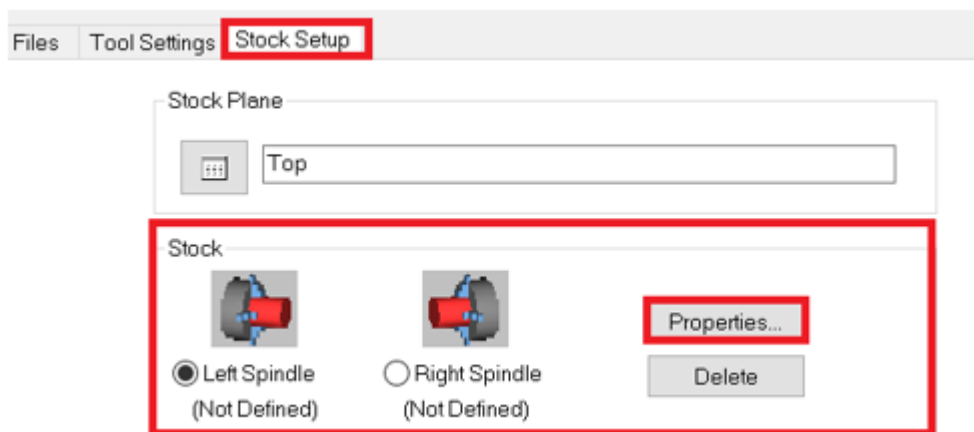 Files Tool Settings Stock Setup
Stock Plane
Top
Stock
Properties...
Left Spindle Right Spindle Delete
(Not Defined) (Not Defined)